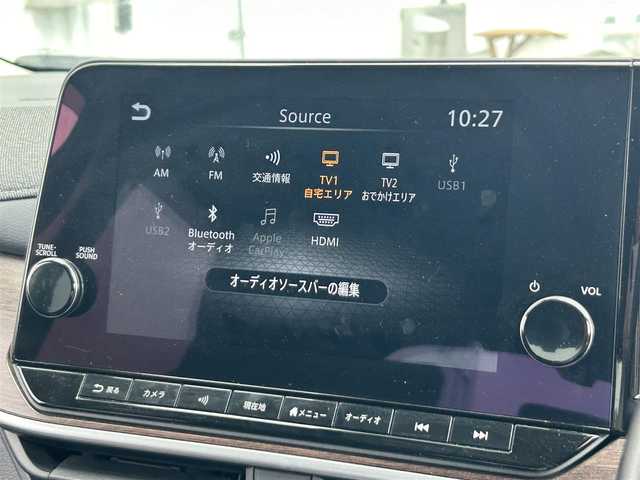 Source
10:27
AM
FM
交通情報
TV1
自宅エリア
TV2
おでかけエリア
USB1
USB2
Bluetooth
オーディオ
Apple
CarPlay
HDMI
オーディオソースバーの編集
TUNE·
SCROLL
PUSH
SOUND
VOL
戻る
カメラ
現在地
メニュー
オーディオ